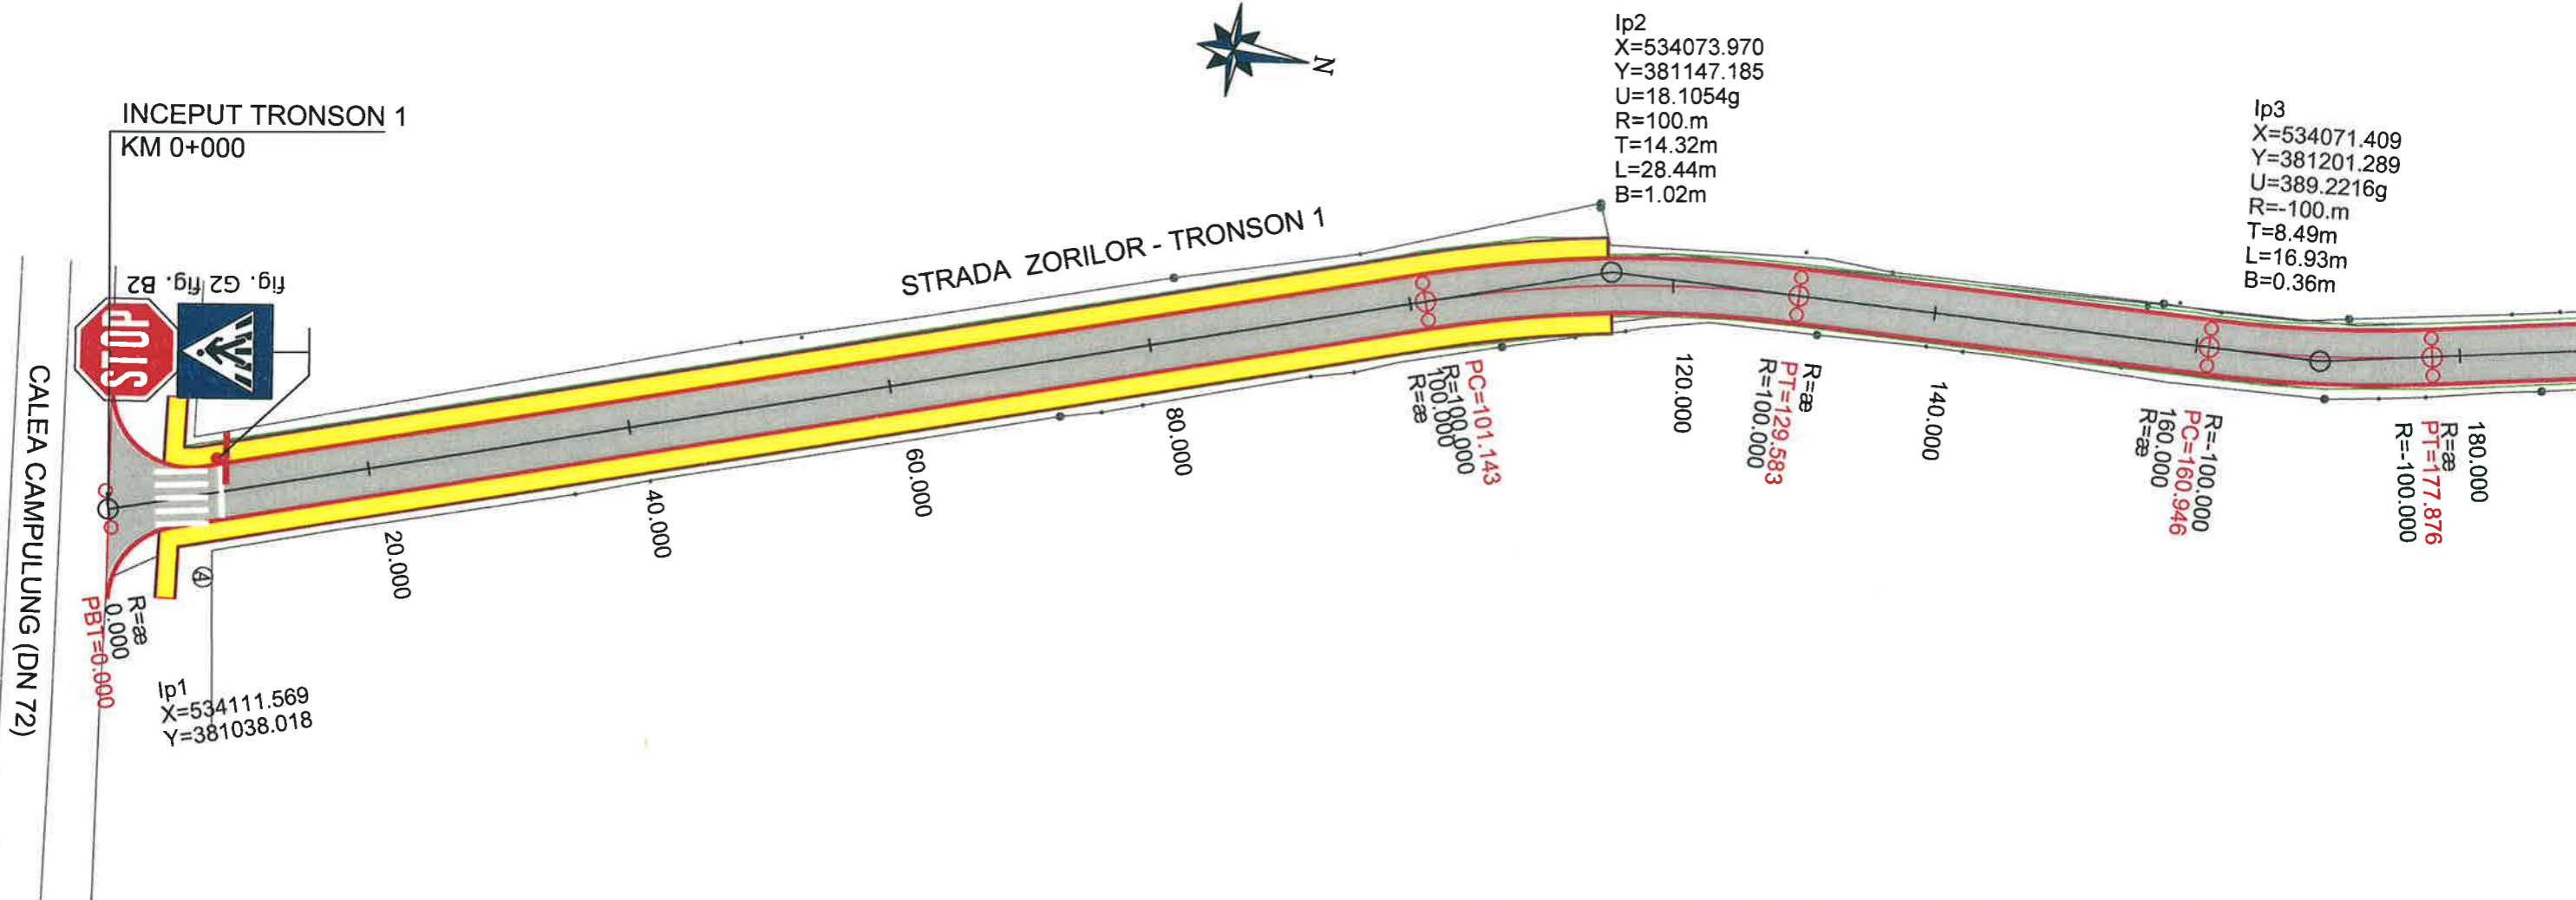 INCEPUT TRONSON 1
KM 0+000
N
Ip2
X=534073.970
Y=381147.185
U=18.1054g
R=100.m
T=14.32m
L=28.44m
B=1.02m
Ip3
X=534071.409
Y=381201.289
U=389.2216g
R=-100.m
T=8.49m
L=16.93m
B=0.36m
STRADA ZORILOR - TRONSON 1
fig. B2
fig. G2
STOP
CALEA CAMPULUNG (DN 72)
A
R=æ
0.000
PBT=0.000
Ip1
X=534111.569
Y=381038.018
20.000
40.000
60.000
80.000
PC=101.143
R=100.000
100.000
R=æ
120.000
R=æ
PT=129.583
R=100.000
140.000
R=-100.000
PC=160.946
160.000
R=æ
180.000
R=æ
PT=177.876
R=-100.000